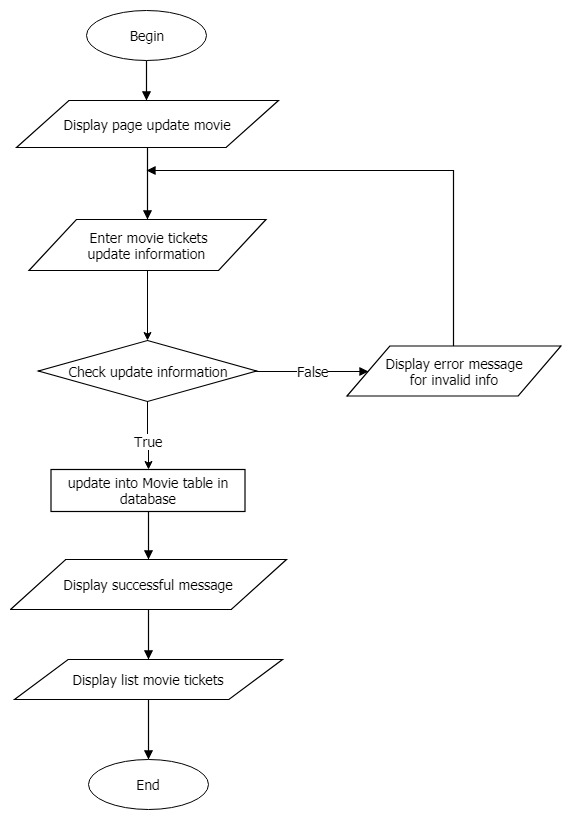 Begin
Display page update movie
Enter movie tickets
update information
Check update information
False
Display error message
for invalid info
True
update into Movie table in
database
Display successful message
Display list movie tickets
End